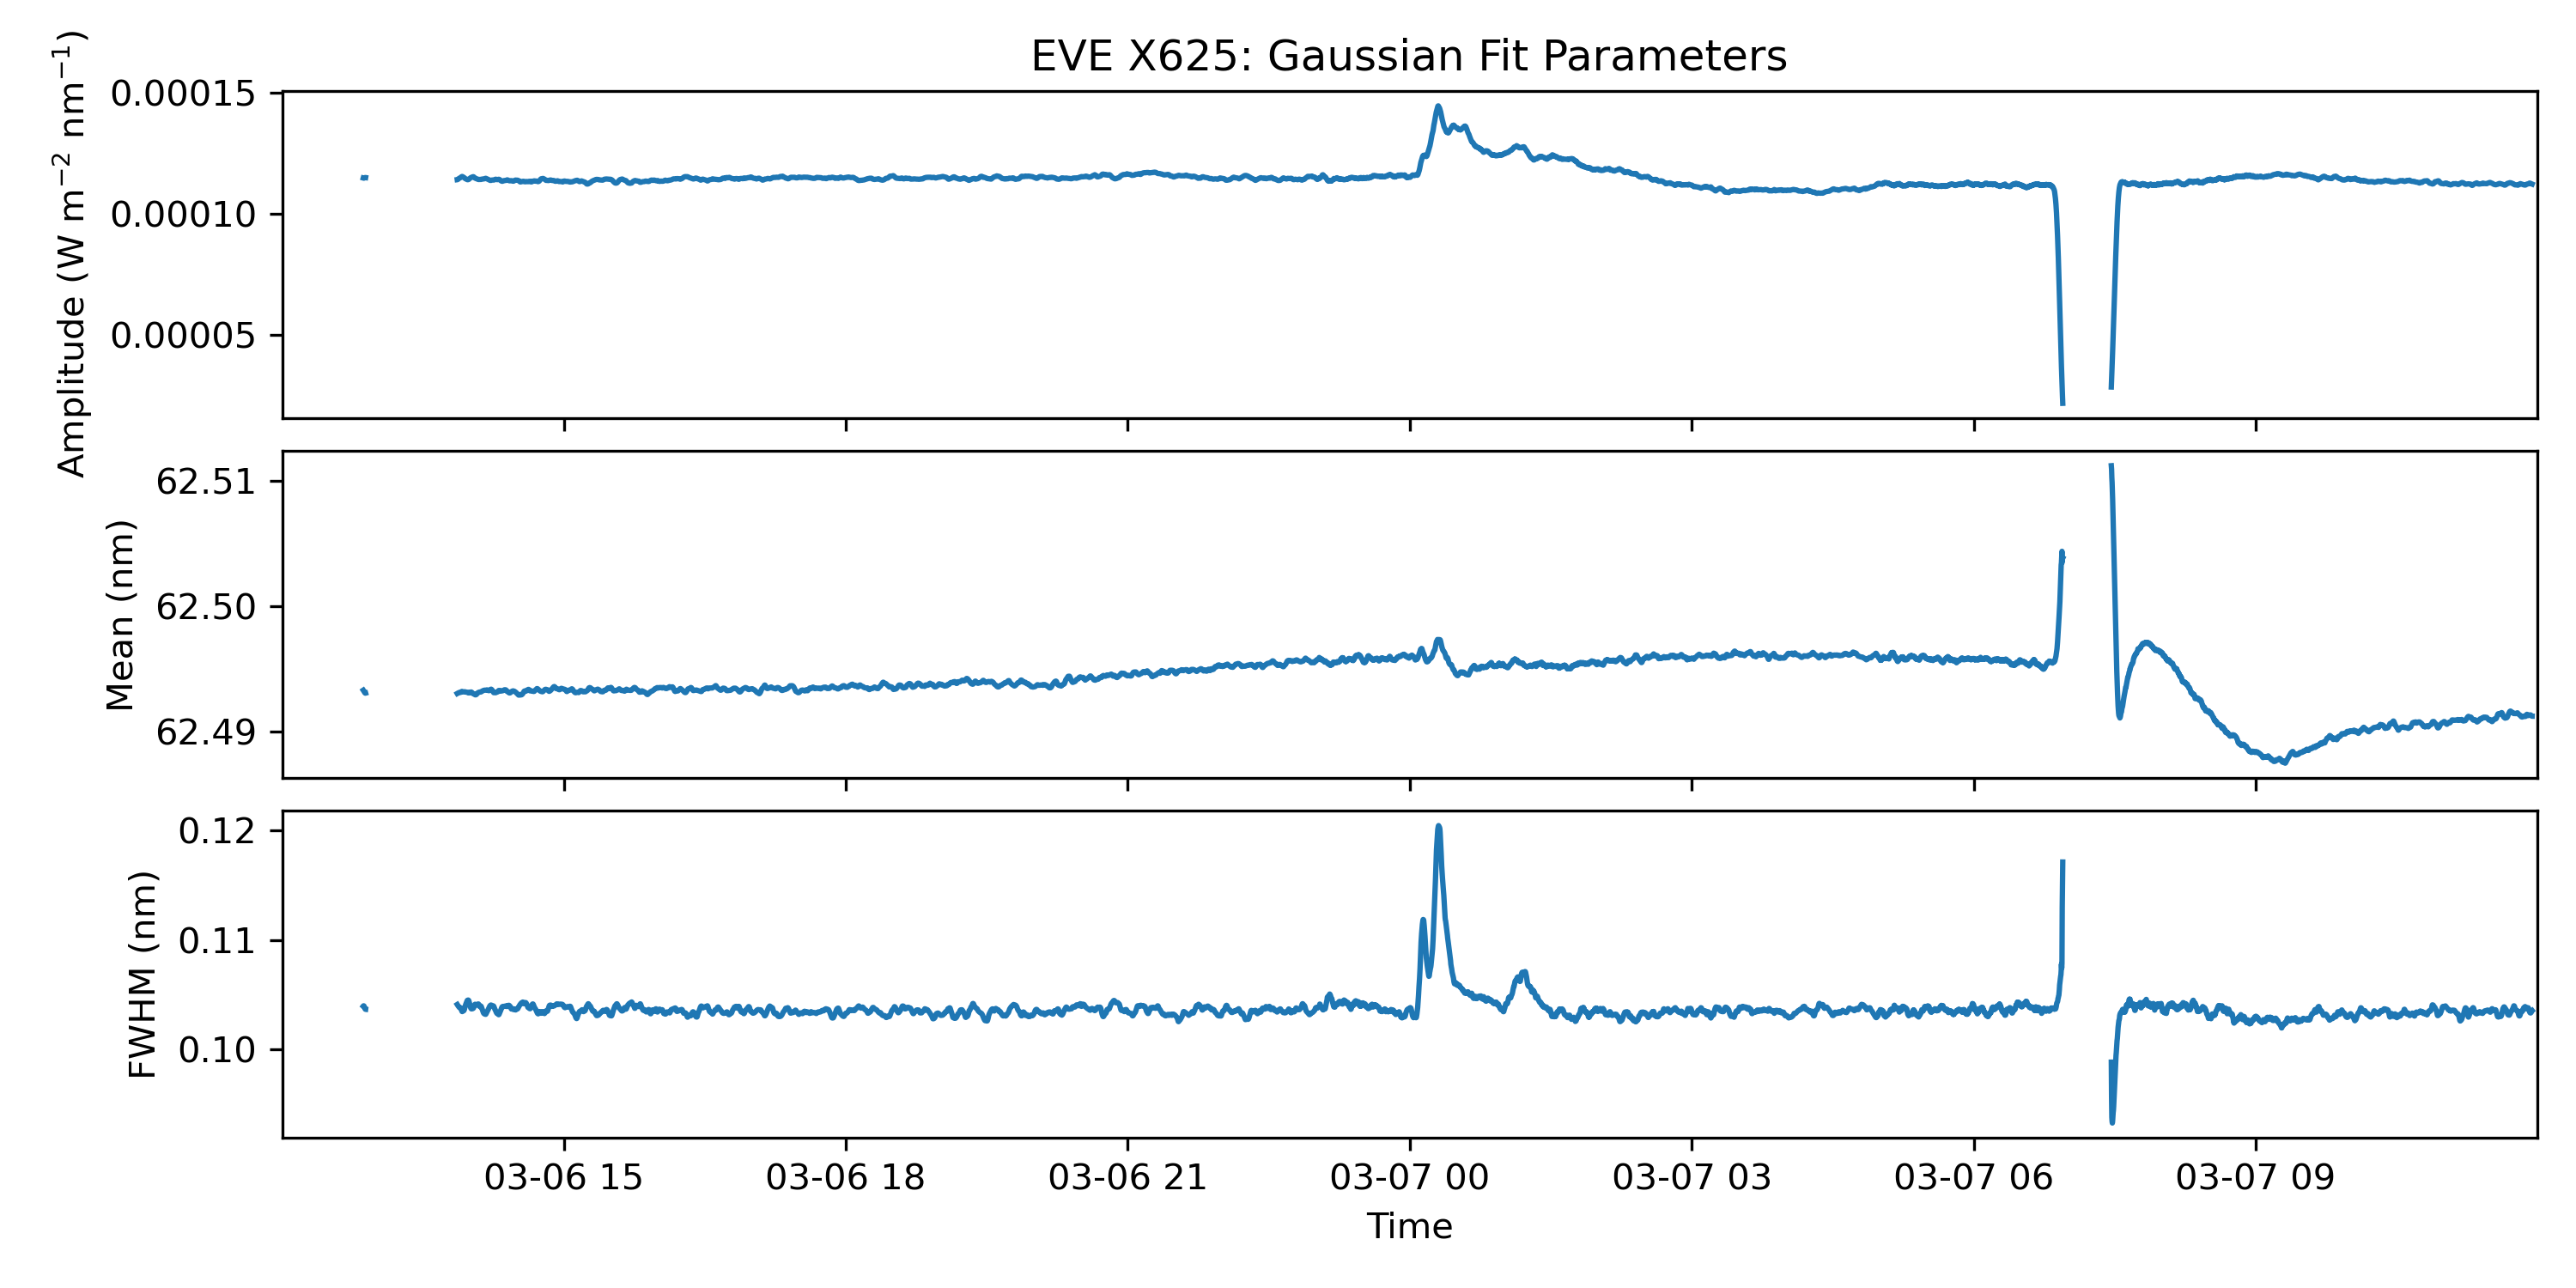 EVE X625: Gaussian Fit Parameters
Amplitude (W m⁻² nm⁻¹)
0.00015
0.00010
0.00005
Mean (nm)
62.51
62.50
62.49
FWHM (nm)
0.12
0.11
0.10
03-06 15 03-06 18 03-06 21 03-07 00 03-07 03 03-07 06 03-07 09
Time